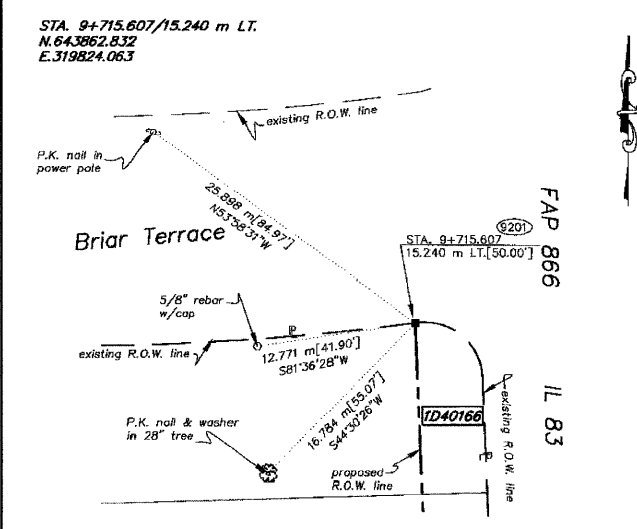 STA. 9+715.607/15.240 m LT.
N.643862.832
E.319824.063
existing R.O.W. line
P.K. nail in
power pole
25.898 m[84.97']
N53°58'31"W
Briar Terrace
FAP 866
9201
STA. 9+715.607
15.240 m LT.[50.00']
5/8" rebar
w/cap
existing R.O.W. line
12.771 m[41.90']
S81°36'28"W
IL 83
P.K. nail & washer
in 28" tree
16.784 m[55.07']
S44°30'26"W
1D40166
existing R.O.W. line
proposed
R.O.W. line